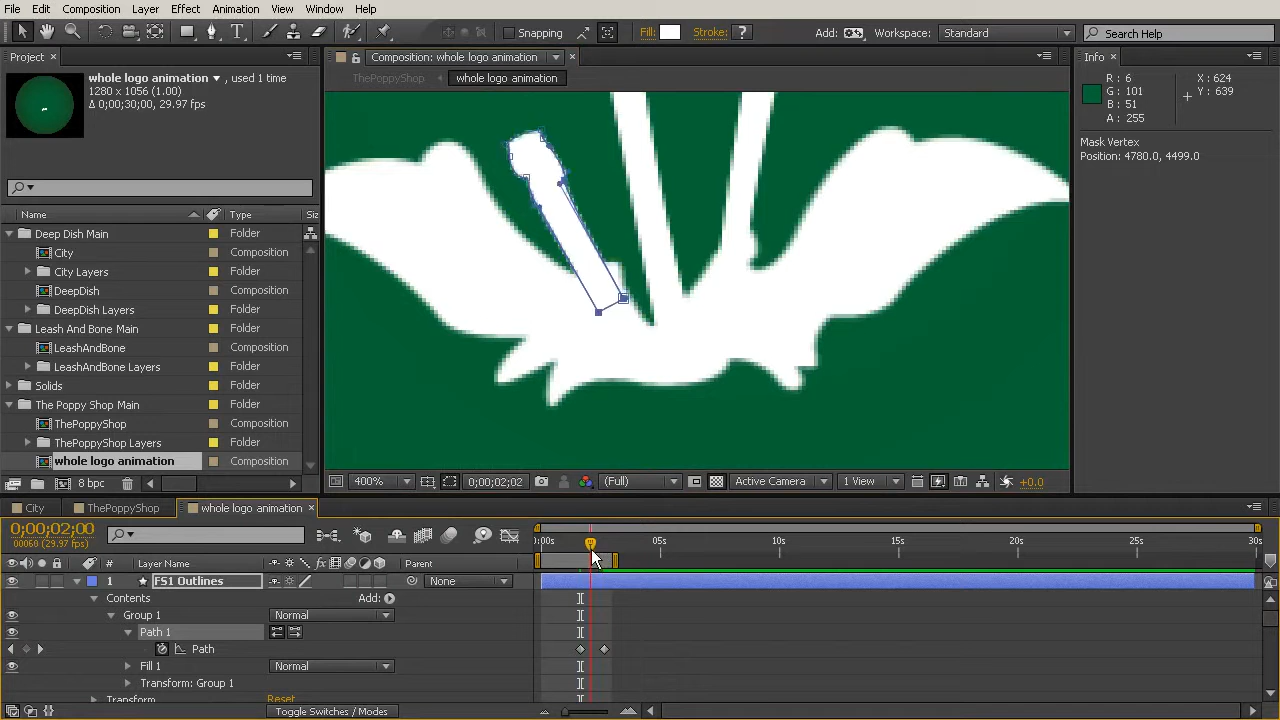 File Edit Composition Layer Effect Animation View Window Help
Snapping Fill: Stroke: ? Add: Workspace: Standard Search Help
Project
whole logo animation , used 1 time
1280 x 1056 (1.00)
Δ 0;00;30;00, 29.97 fps
Name Type Siz
Deep Dish Main Folder
City Composition
City Layers Folder
DeepDish Composition
DeepDish Layers Folder
Leash And Bone Main Folder
LeashAndBone Composition
LeashAndBone Layers Folder
Solids Folder
The Poppy Shop Main Folder
ThePoppyShop Composition
ThePoppyShop Layers Folder
whole logo animation Composition
8 bpc
Composition: whole logo animation
ThePoppyShop whole logo animation
400% 0;00;02;02 (Full) Active Camera 1 View +0.0
Info
R : 6 X : 624
G : 101 Y : 639
B : 51
A : 255
Mask Vertex
Position: 4780.0, 4499.0
City ThePoppyShop whole logo animation
0;00;02;00
00060 (29.97 fps)
:00s 05s 10s 15s 20s 25s 30s
# Layer Name Parent
1 FS1 Outlines None
Contents Add:
Group 1 Normal
Path 1
Path
Fill 1 Normal
Transform: Group 1
Transform Reset
Toggle Switches / Modes